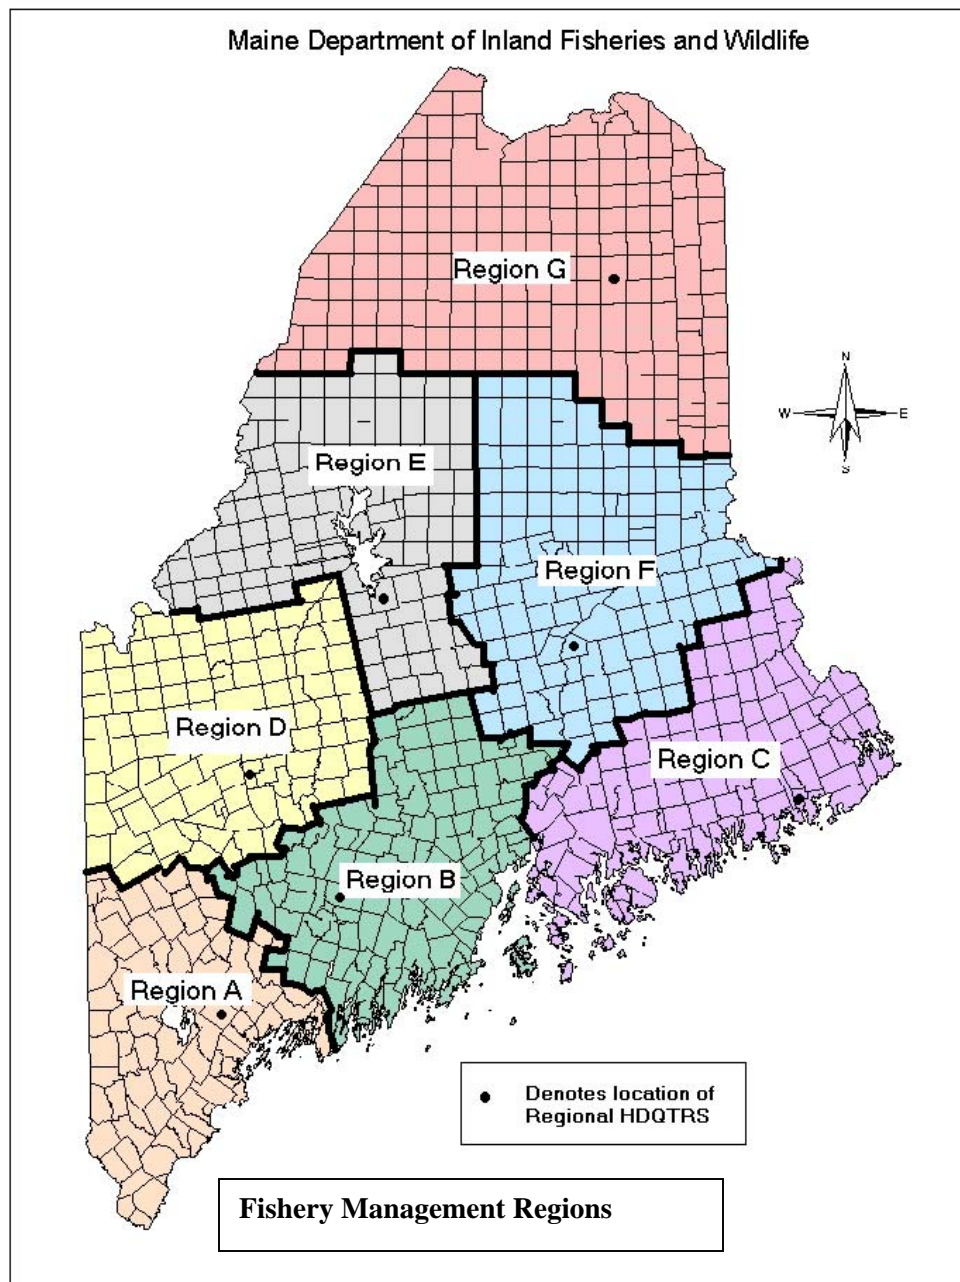 Maine Department of Inland Fisheries and Wildlife
Region G
N
W
E
S
Region E
Region F
Region D
Region C
Region B
Region A
Denotes location of
Regional HDQTRS
Fishery Management Regions